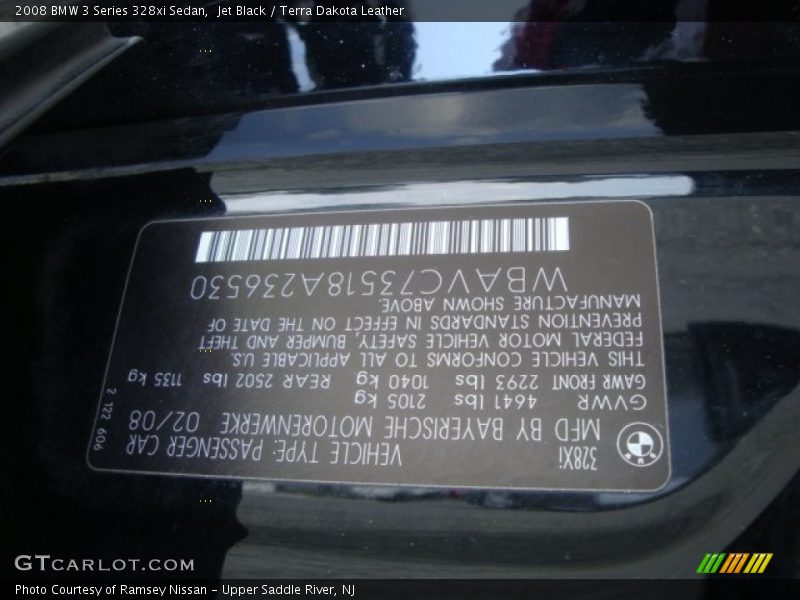 2008 BMW 3 Series 328xi Sedan, Jet Black / Terra Dakota Leather
328Xi VEHICLE TYPE: PASSENGER CAR
MFD BY BAYERISCHE MOTORENWERKE 02/08
GVWR 4641 lbs 2105 kg
GAWR FRONT 2293 lbs 1040 kg REAR 2502 lbs 1135 kg
THIS VEHICLE CONFORMS TO ALL APPLICABLE U.S.
FEDERAL MOTOR VEHICLE SAFETY, BUMPER, AND THEFT
PREVENTION STANDARDS IN EFFECT ON THE DATE OF
MANUFACTURE SHOWN ABOVE.
WBAVC73518A236530
2 122 606
GTCARLOT.COM
Photo Courtesy of Ramsey Nissan - Upper Saddle River, NJ